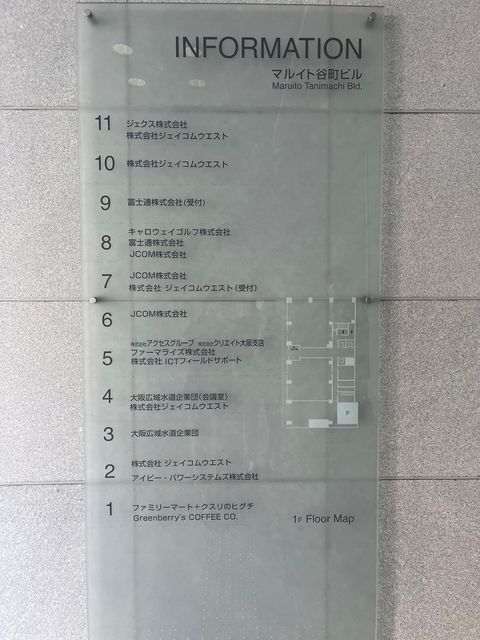 INFORMATION
マルイト谷町ビル
Maruito Tanimachi Bld.
11 ジェクス株式会社
株式会社ジェイコムウエスト
10 株式会社ジェイコムウエスト
9 富士通株式会社(受付)
8 キャロウェイゴルフ株式会社
富士通株式会社
JCOM株式会社
7 JCOM株式会社
株式会社 ジェイコムウエスト(受付)
6 JCOM株式会社
5 株式会社アクセスグループ 株式会社クリエイト大阪支店
ファーマライズ株式会社
株式会社 ICTフィールドサポート
4 大阪広域水道企業団(会議室)
株式会社ジェイコムウエスト
3 大阪広域水道企業団
2 株式会社 ジェイコムウエスト
アイビー・パワーシステムズ株式会社
1 ファミリーマート+クスリのヒグチ
Greenberry's COFFEE CO.
P
1F Floor Map